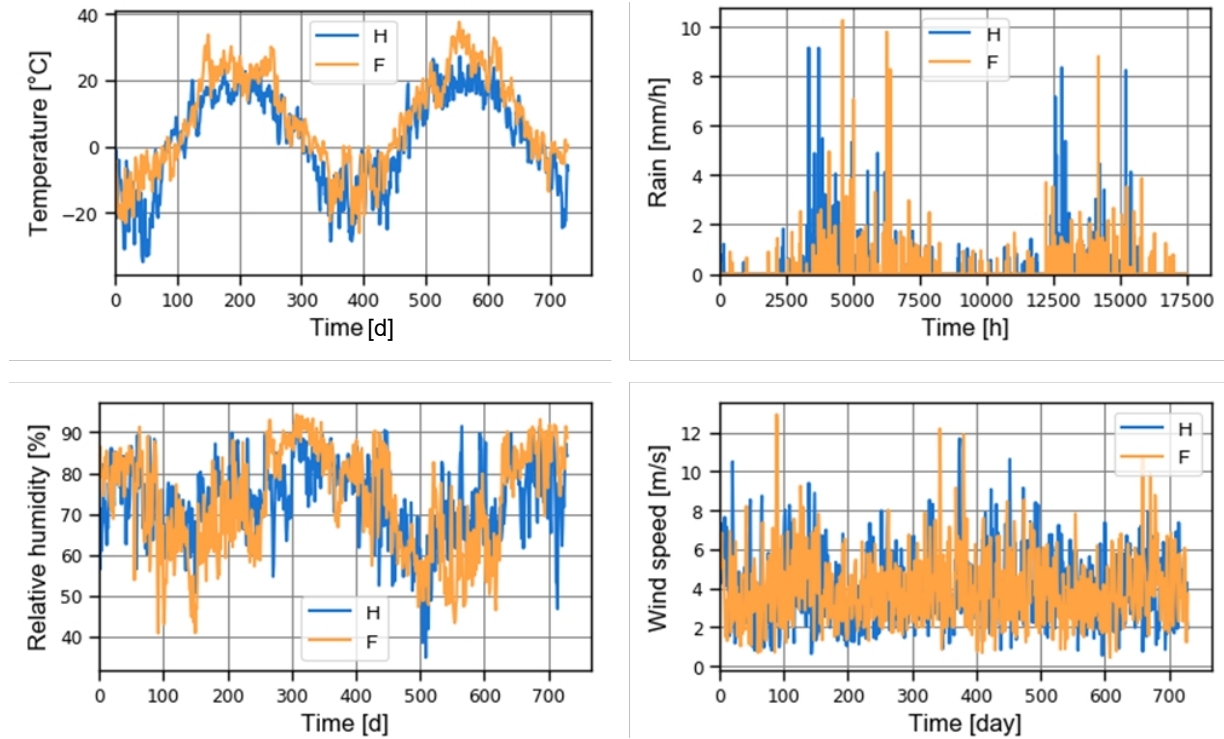 Temperature [°C]
40
20
0
−20
H
F
0 100 200 300 400 500 600 700
Time [d]
Rain [mm/h]
10
8
6
4
2
0
H
F
0 2500 5000 7500 10000 12500 15000 17500
Time [h]
Relative humidity [%]
90
80
70
60
50
40
H
F
0 100 200 300 400 500 600 700
Time [d]
Wind speed [m/s]
12
10
8
6
4
2
0
H
F
0 100 200 300 400 500 600 700
Time [day]